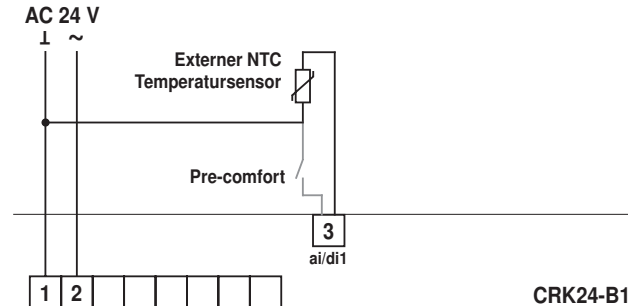 AC 24 V
⊥ ~
Externer NTC
Temperatursensor
Pre-comfort
3
ai/di1
1 2
CRK24-B1